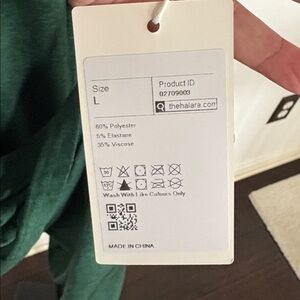 Size
L
Product ID
02709003
thehalara.com
60% Polyester
5% Elastane
35% Viscose
Wash With Like Colours Only
MADE IN CHINA